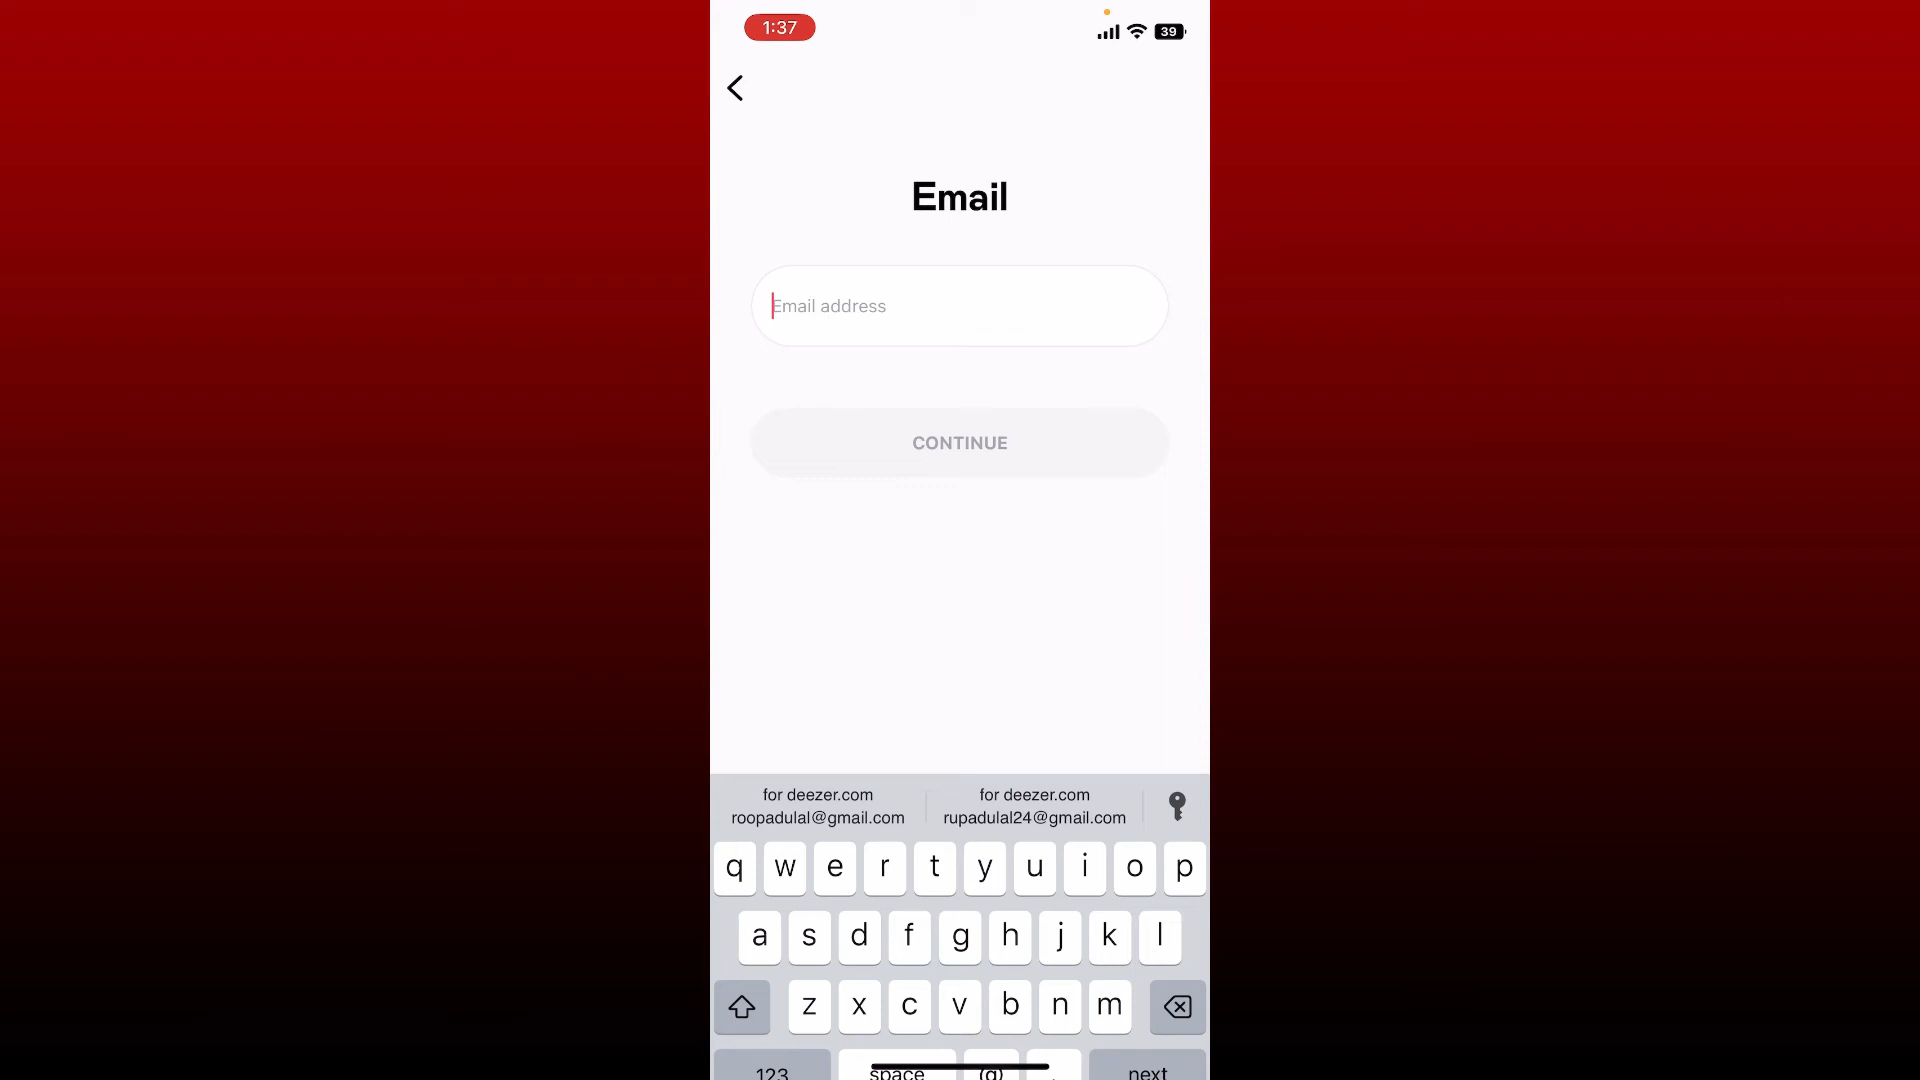 1:37
39
Email
Email address
CONTINUE
for deezer.com
roopadulal@gmail.com
for deezer.com
rupadulal24@gmail.com
q w e r t y u i o p
a s d f g h j k l
z x c v b n m
123 space @ . next